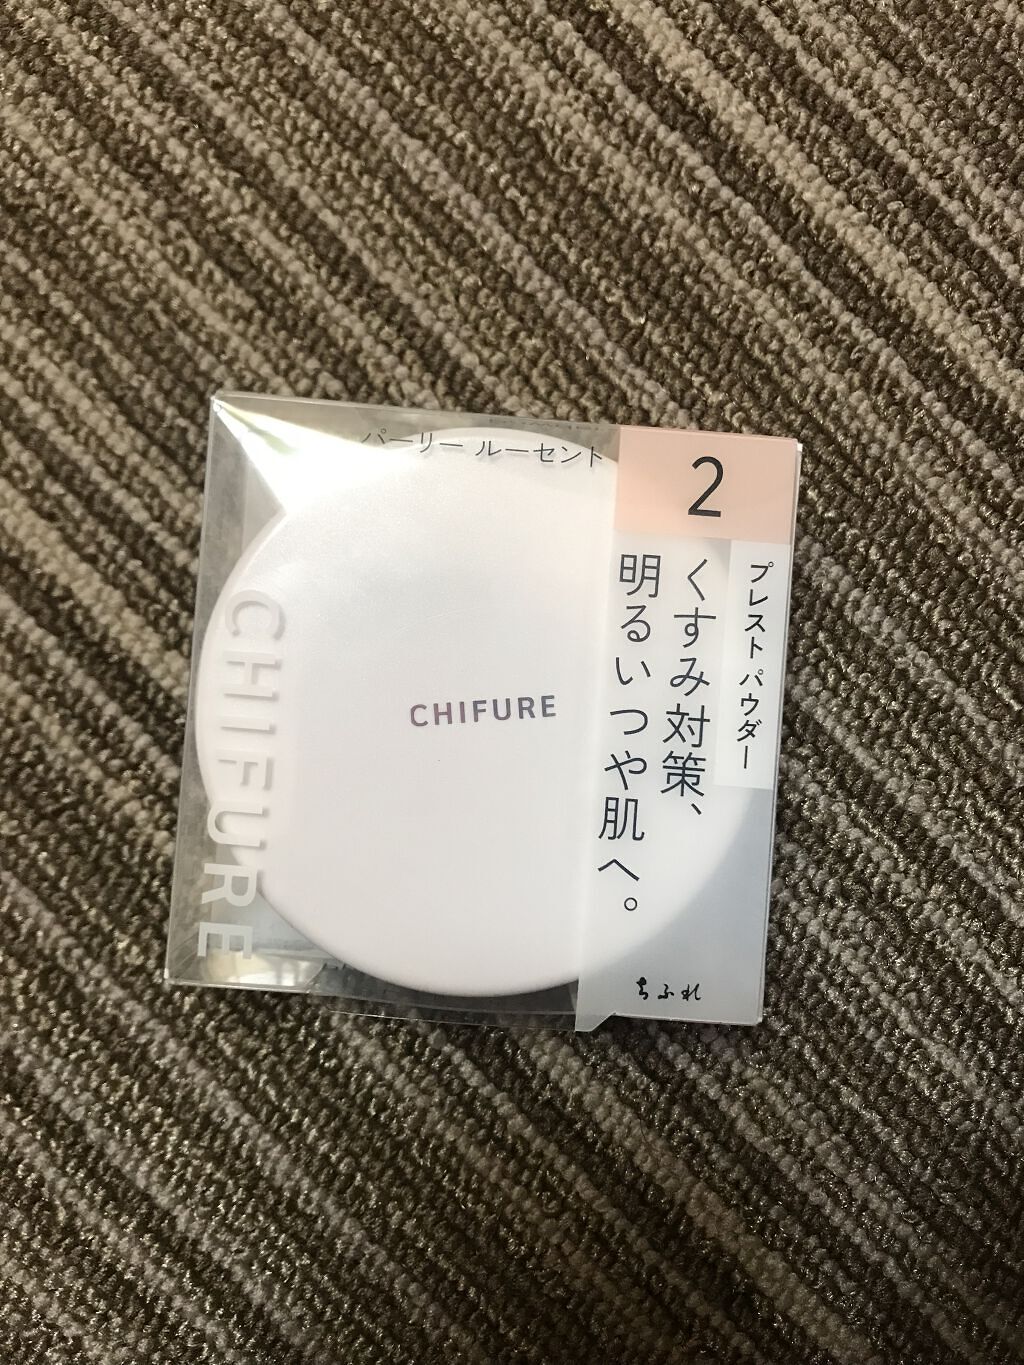 パーリー ルーセント
2
プレストパウダー
くすみ対策、
明るいつや肌へ。
CHIFURE
CHIFURE
ちふれ